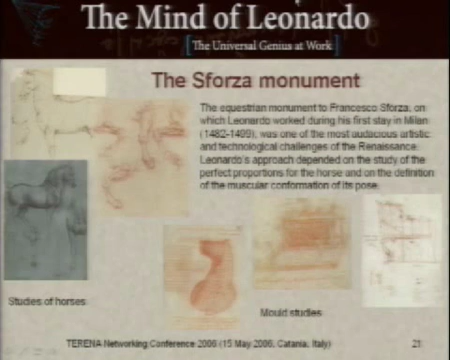 The Mind of Leonardo
[The Universal Genius at Work]
The Sforza monument
The equestrian monument to Francesco Sforza, on
which Leonardo worked during his first stay in Milan
(1482-1499), was one of the most audacious artistic
and technological challenges of the Renaissance.
Leonardo's approach depended on the study of the
perfect proportions for the horse and on the definition
of the muscular conformation of its pose.
Studies of horses
Mould studies
TERENA Networking Conference 2006 (15 May 2006, Catania, Italy)
21